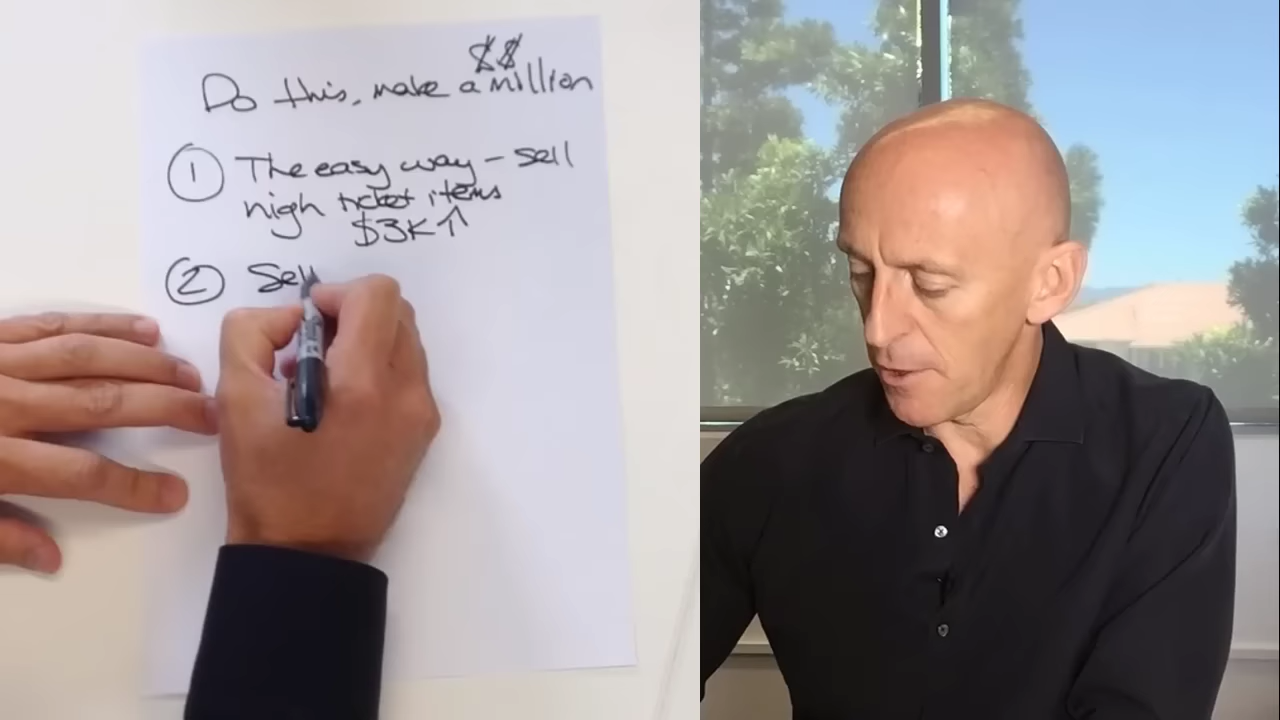 $$
Do this, make a million
1 The easy way - sell
high ticket items
$3K↑
2 Sell